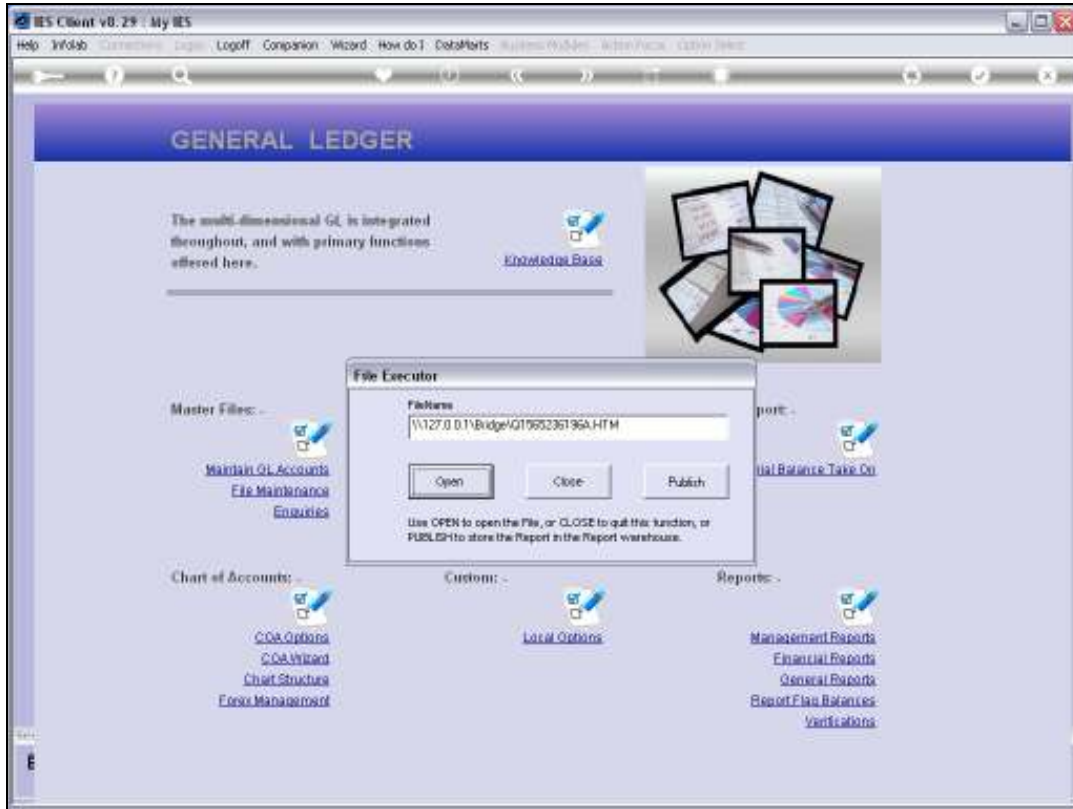 IES Client v8.29 : My IES
Help Infolab Logoff Companion Wizard How do I DataMarts
GENERAL LEDGER
The multi-dimensional GL is integrated
throughout, and with primary functions
offered here.
Knowledge Base
File Executor
FileName
\\127.0.0.1\Bridge\Q1565236196A.HTM
Open Close Publish
Use OPEN to open the File, or CLOSE to quit this function, or
PUBLISH to store the Report in the Report warehouse.
Master Files: -
Maintain GL Accounts
File Maintenance
Enquiries
port: -
ial Balance Take On
Chart of Accounts: -
COA Options
COA Wizard
Chart Structure
Forex Management
Custom: -
Local Options
Reports: -
Management Reports
Financial Reports
General Reports
Report Flag Balances
Verifications